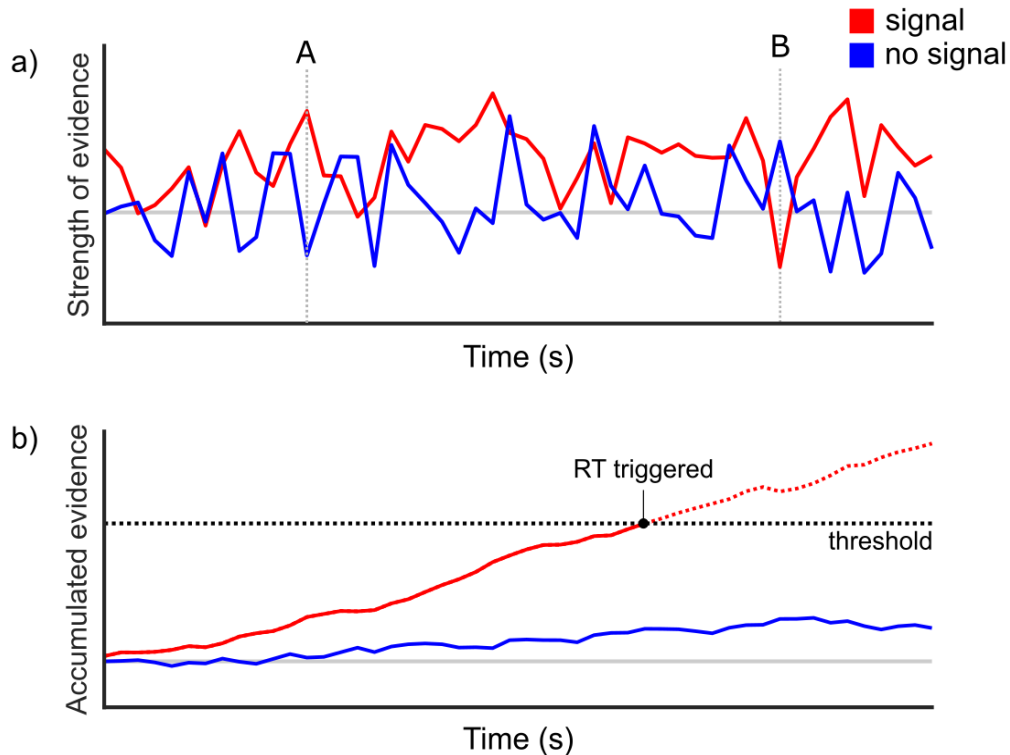 signal
no signal
a)
A
B
Strength of evidence
Time (s)
b)
Accumulated evidence
RT triggered
threshold
Time (s)